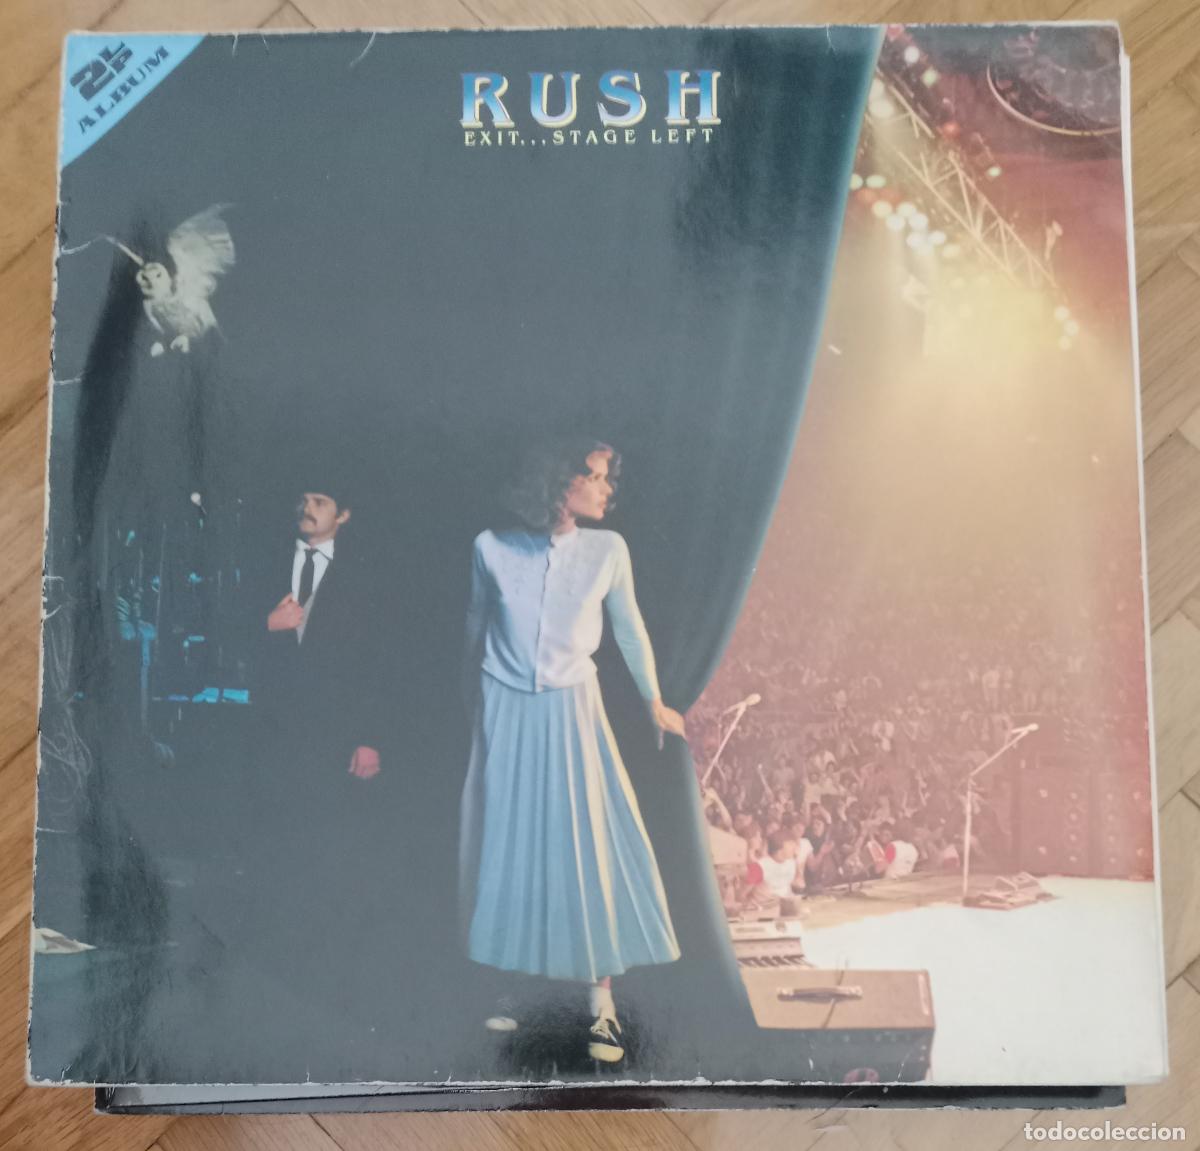 2LP
ALBUM
RUSH
EXIT...STAGE LEFT
todocoleccion